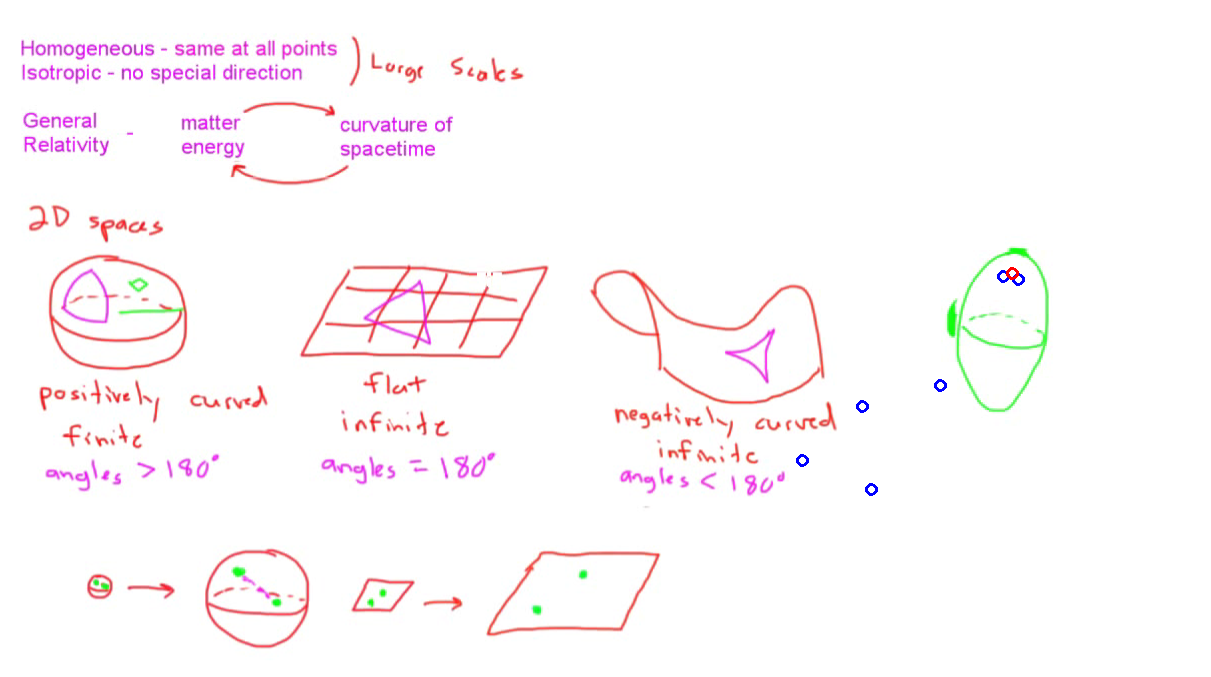 Homogeneous - same at all points
Isotropic - no special direction
Large Scales
General
Relativity -
matter
energy
curvature of
spacetime
2D spaces
positively curved
finite
angles > 180°
flat
infinite
angles = 180°
negatively curved
infinite
angles < 180°